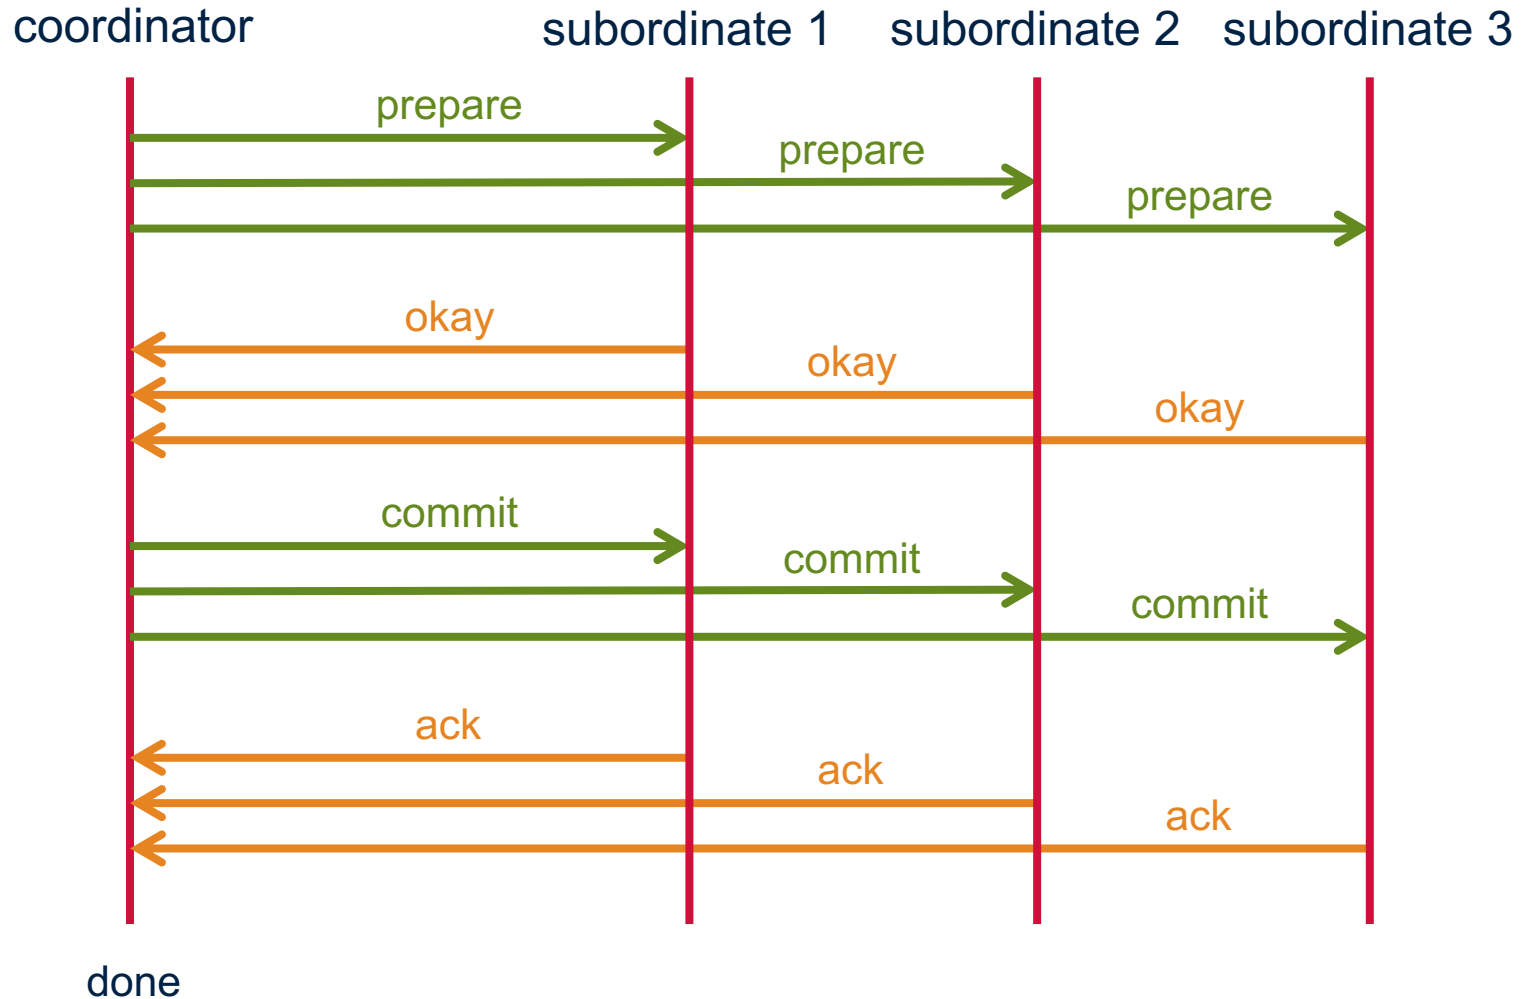 coordinator subordinate 1 subordinate 2 subordinate 3
prepare
prepare
prepare
okay
okay
okay
commit
commit
commit
ack
ack
ack
done